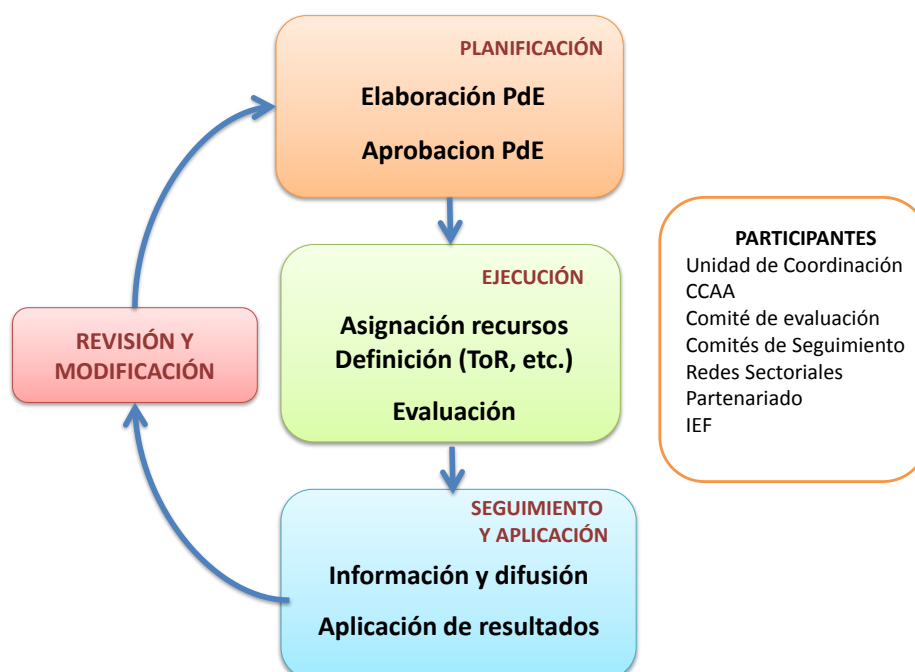 PLANIFICACIÓN
Elaboración PdE
Aprobacion PdE
EJECUCIÓN
Asignación recursos
Definición (ToR, etc.)
Evaluación
SEGUIMIENTO
Y APLICACIÓN
Información y difusión
Aplicación de resultados
REVISIÓN Y
MODIFICACIÓN
PARTICIPANTES
Unidad de Coordinación
CCAA
Comité de evaluación
Comités de Seguimiento
Redes Sectoriales
Partenariado
IEF